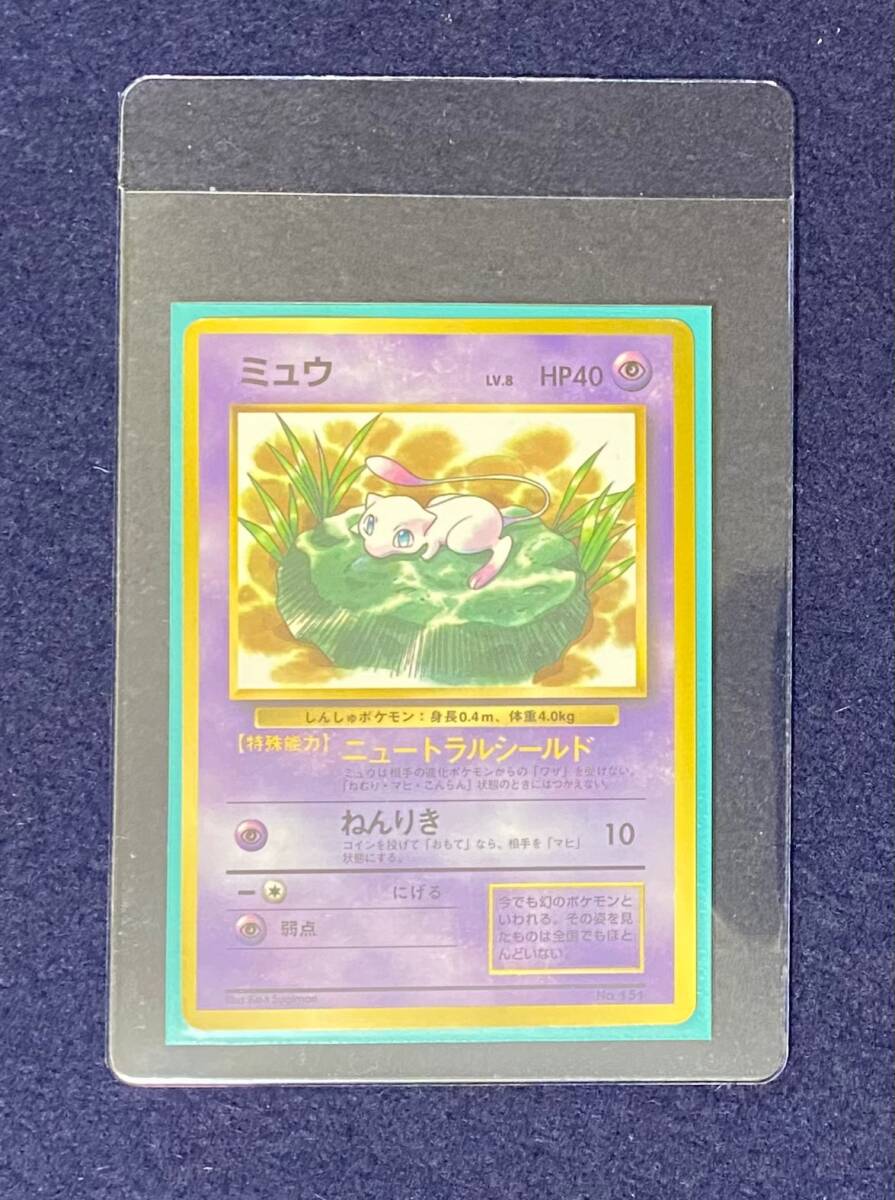 ミュウ LV.8 HP40
しんしゅポケモン：身長0.4m、体重4.0kg
【特殊能力】ニュートラルシールド
ミュウは相手の進化ポケモンからの「ワザ」を受けない。
「ねむり・マヒ・こんらん」状態のときにはつかえない。
ねんりき 10
コインを投げて「おもて」なら、相手を「マヒ」
状態にする。
にげる
弱点
今でも幻のポケモンと
いわれる。その姿を見
たものは全国でもほと
んどいない。
Illus. Ken Sugimori No.151